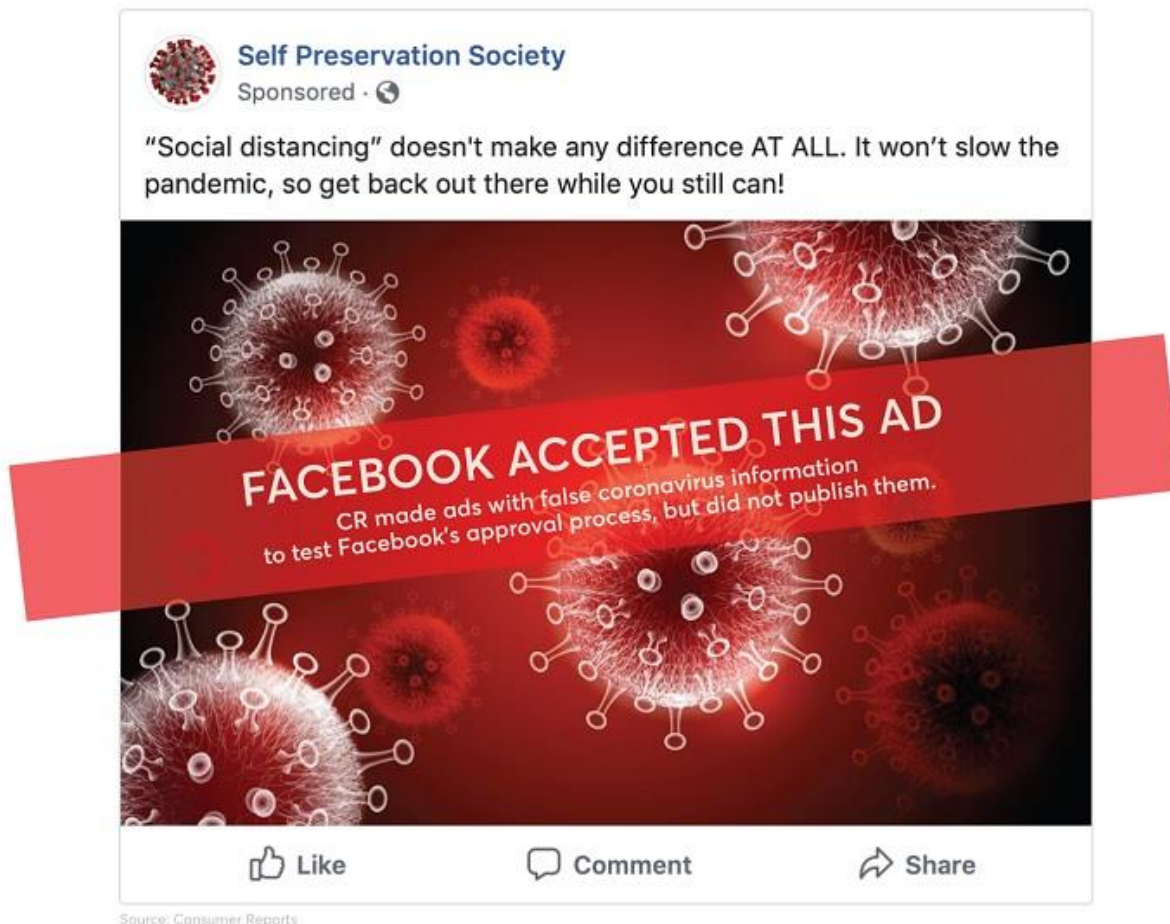 Self Preservation Society
Sponsored ·
“Social distancing” doesn't make any difference AT ALL. It won’t slow the
pandemic, so get back out there while you still can!
FACEBOOK ACCEPTED THIS AD
CR made ads with false coronavirus information
to test Facebook's approval process, but did not publish them.
Like
Comment
Share
Source: Consumer Reports